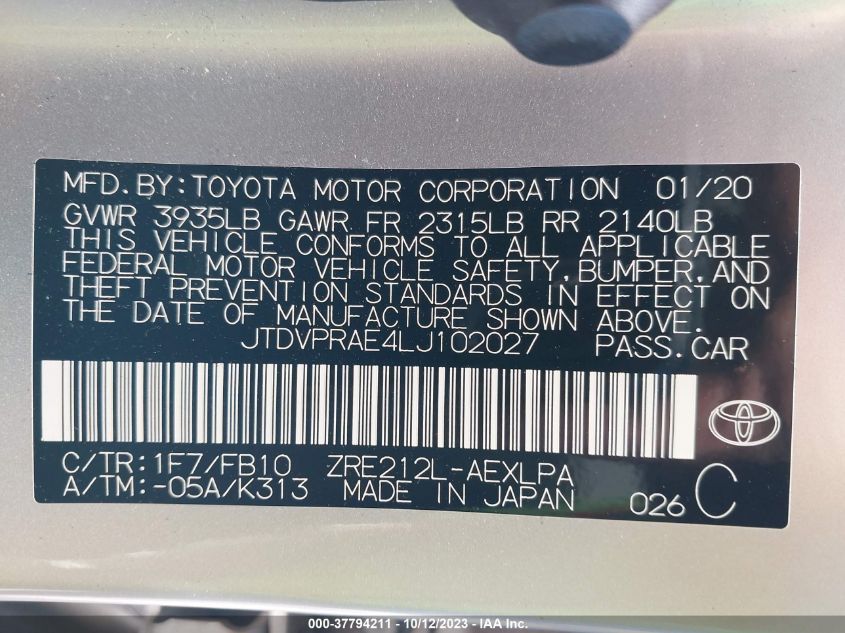 MFD.BY:TOYOTA MOTOR CORPORATION 01/20
GVWR 3935LB GAWR FR 2315LB RR 2140LB
THIS VEHICLE CONFORMS TO ALL APPLICABLE
FEDERAL MOTOR VEHICLE SAFETY,BUMPER,AND
THEFT PREVENTION STANDARDS IN EFFECT ON
THE DATE OF MANUFACTURE SHOWN ABOVE.
JTDVPRAE4LJ102027 PASS.CAR
C/TR:1F7/FB10 ZRE212L-AEXLPA
A/TM:-05A/K313 MADE IN JAPAN 026 C
000-37794211 - 10/12/2023 - IAA Inc.